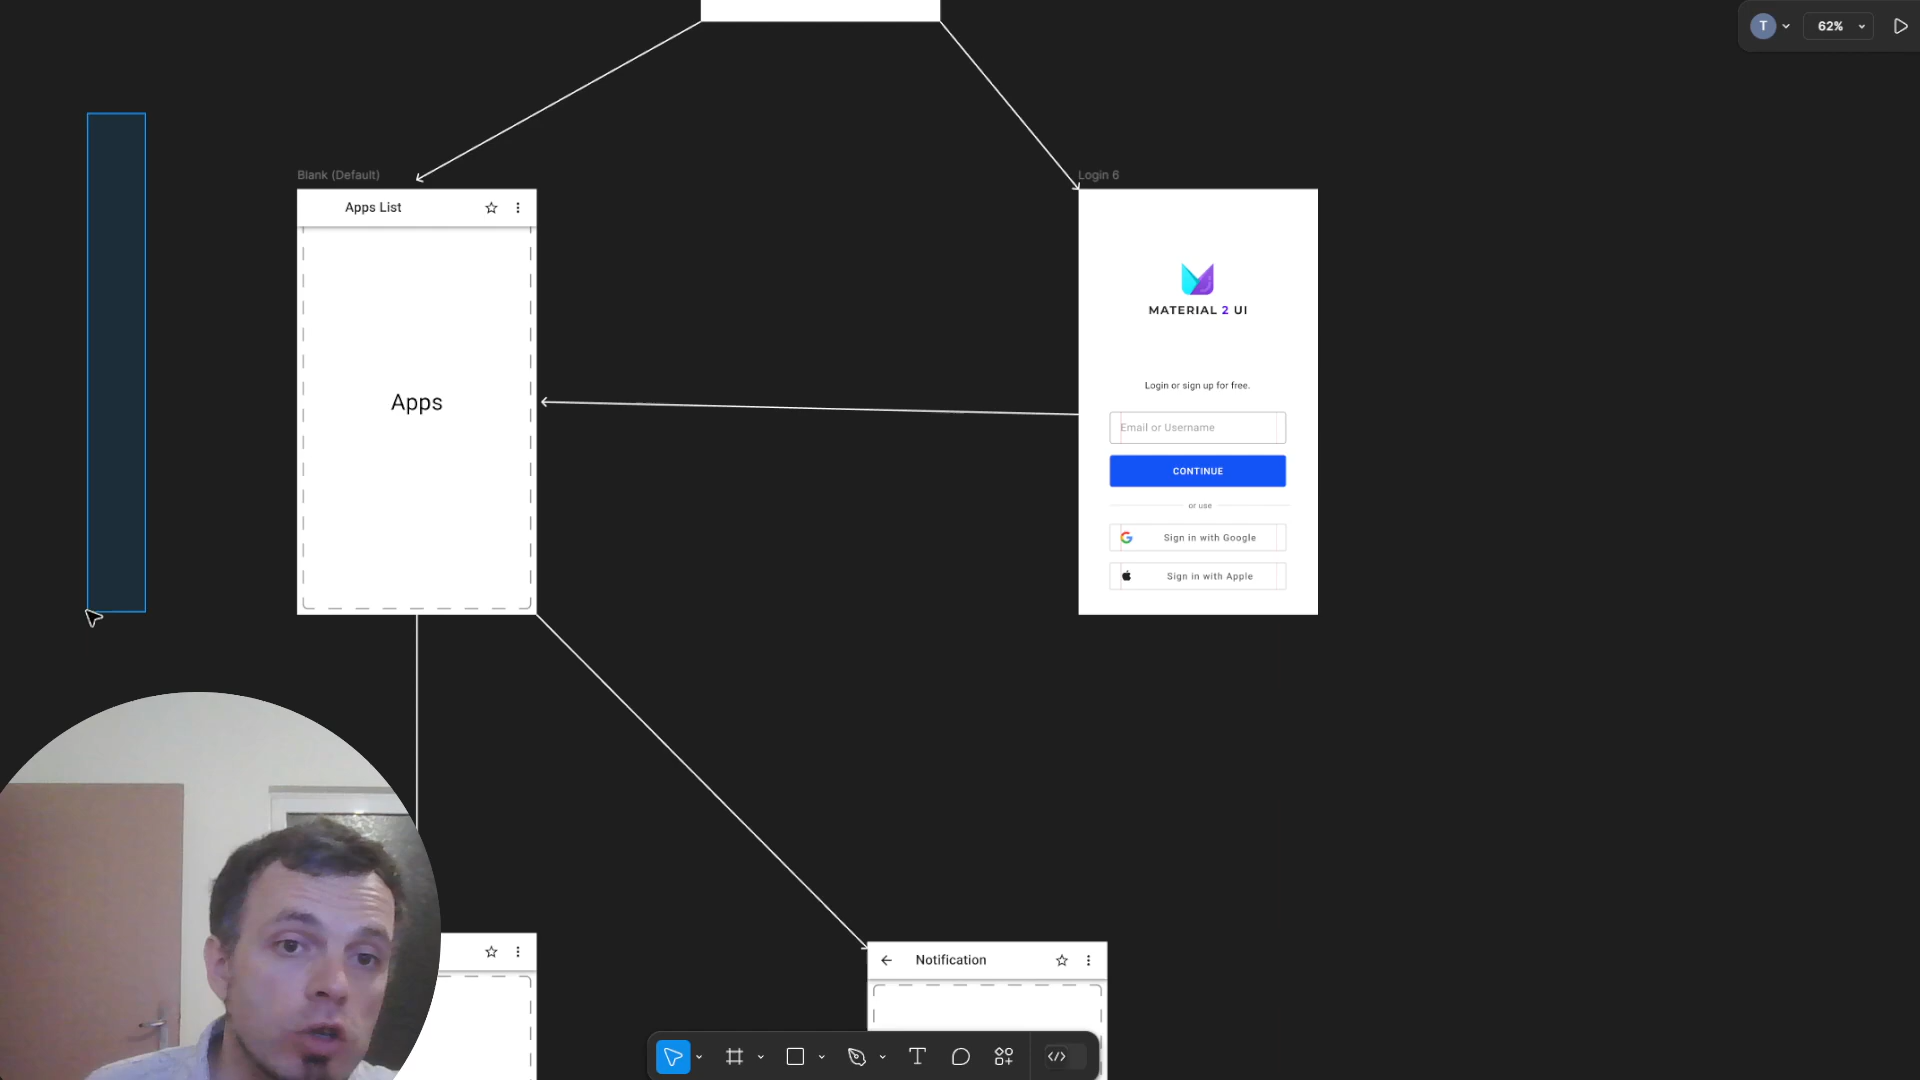 T
62%
Blank (Default)
Login 6
Apps List
Apps
MATERIAL 2 UI
Login or sign up for free.
Email or Username
CONTINUE
or use
Sign in with Google
Sign in with Apple
Notification